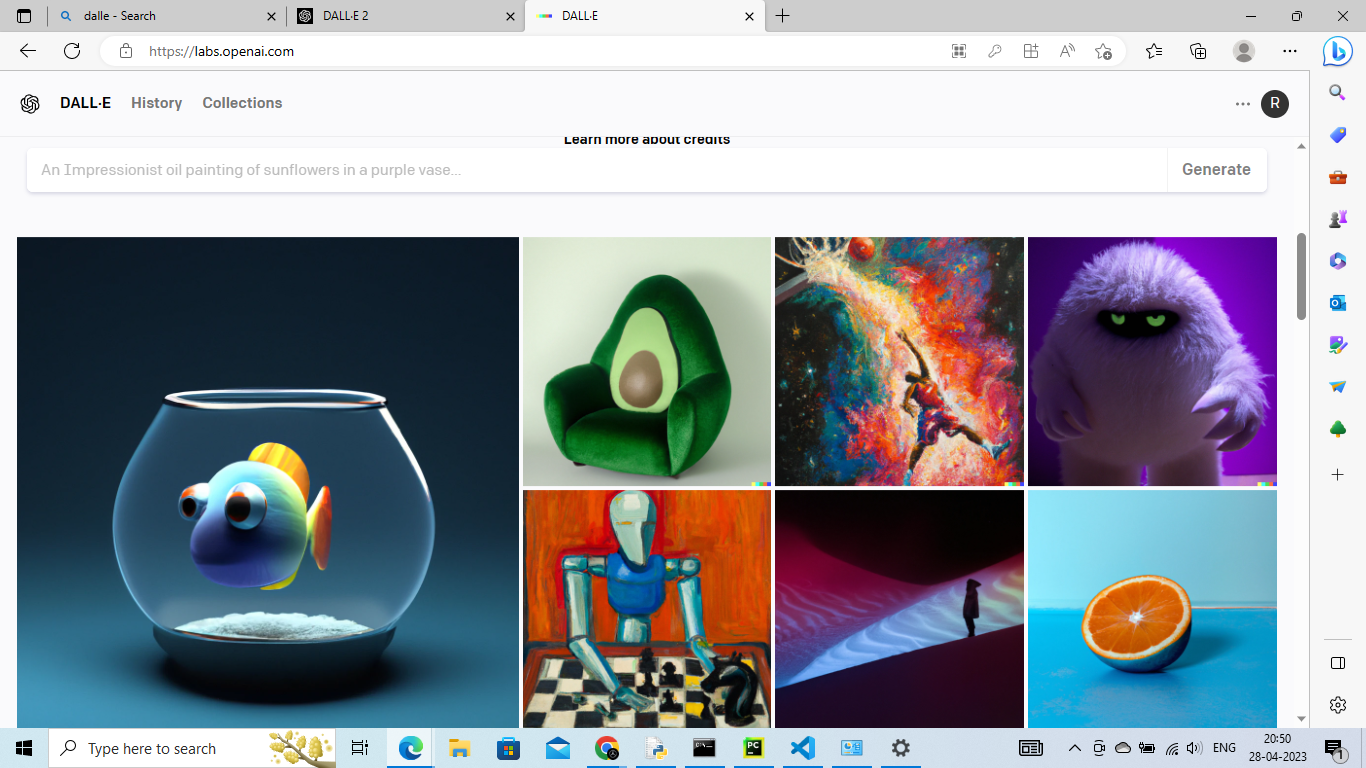 dalle - Search
DALL·E 2
DALL·E
https://labs.openai.com
DALL·E
History
Collections
R
Learn more about credits
An Impressionist oil painting of sunflowers in a purple vase...
Generate
Type here to search
PC
ENG
20:50
28-04-2023
1